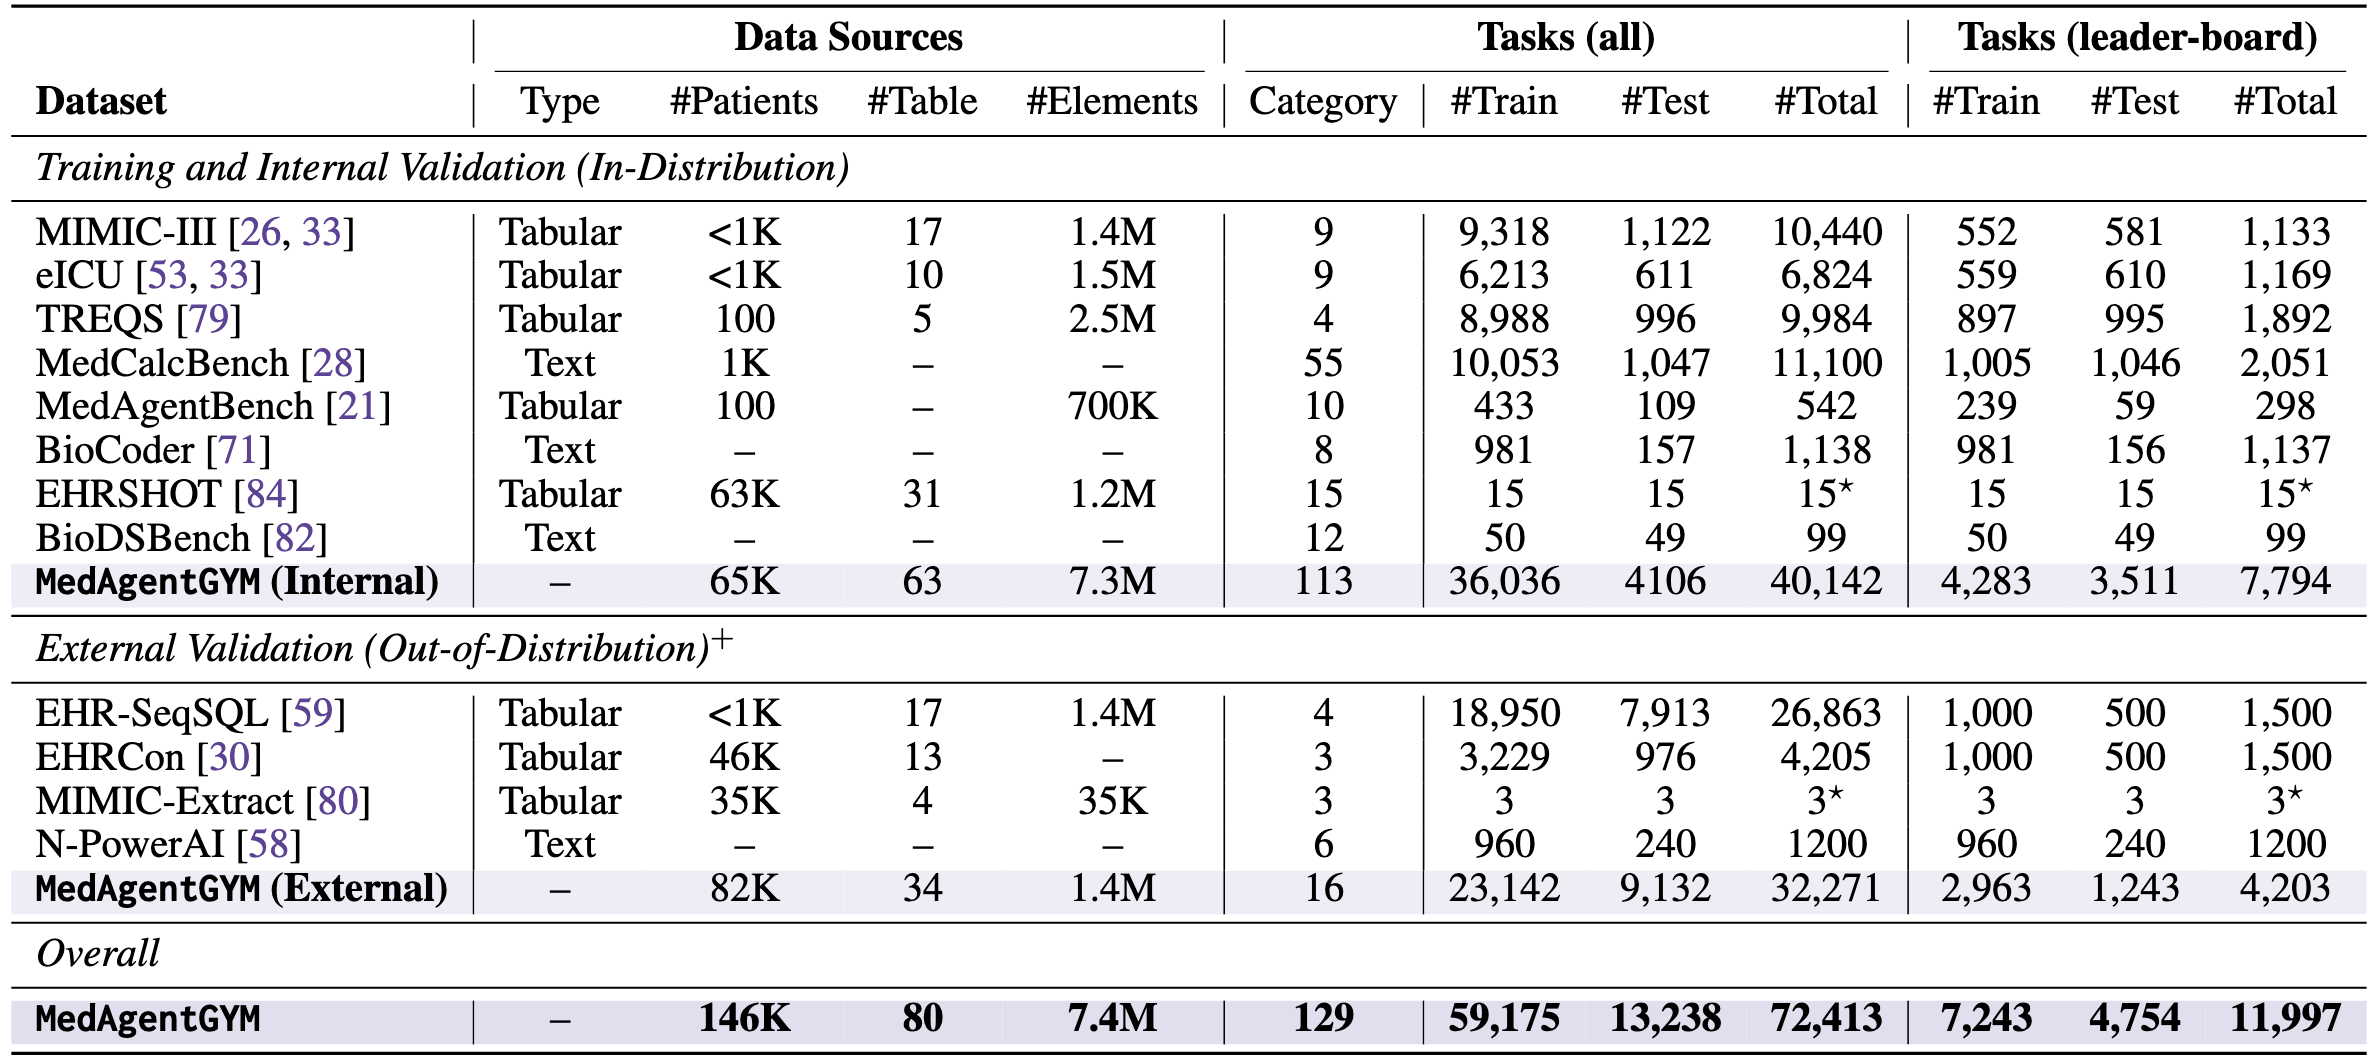 Data Sources Tasks (all) Tasks (leader-board)
Dataset Type #Patients #Table #Elements Category #Train #Test #Total #Train #Test #Total
Training and Internal Validation (In-Distribution)
MIMIC-III [26, 33] Tabular <1K 17 1.4M 9 9,318 1,122 10,440 552 581 1,133
eICU [53, 33] Tabular <1K 10 1.5M 9 6,213 611 6,824 559 610 1,169
TREQS [79] Tabular 100 5 2.5M 4 8,988 996 9,984 897 995 1,892
MedCalcBench [28] Text 1K – – 55 10,053 1,047 11,100 1,005 1,046 2,051
MedAgentBench [21] Tabular 100 – 700K 10 433 109 542 239 59 298
BioCoder [71] Text – – – 8 981 157 1,138 981 156 1,137
EHRSHOT [84] Tabular 63K 31 1.2M 15 15 15 15* 15 15 15*
BioDSBench [82] Text – – – 12 50 49 99 50 49 99
MedAgentGYM (Internal) – 65K 63 7.3M 113 36,036 4106 40,142 4,283 3,511 7,794
External Validation (Out-of-Distribution)+
EHR-SeqSQL [59] Tabular <1K 17 1.4M 4 18,950 7,913 26,863 1,000 500 1,500
EHRCon [30] Tabular 46K 13 – 3 3,229 976 4,205 1,000 500 1,500
MIMIC-Extract [80] Tabular 35K 4 35K 3 3 3 3* 3 3 3*
N-PowerAI [58] Text – – – 6 960 240 1200 960 240 1200
MedAgentGYM (External) – 82K 34 1.4M 16 23,142 9,132 32,271 2,963 1,243 4,203
Overall
MedAgentGYM – 146K 80 7.4M 129 59,175 13,238 72,413 7,243 4,754 11,997